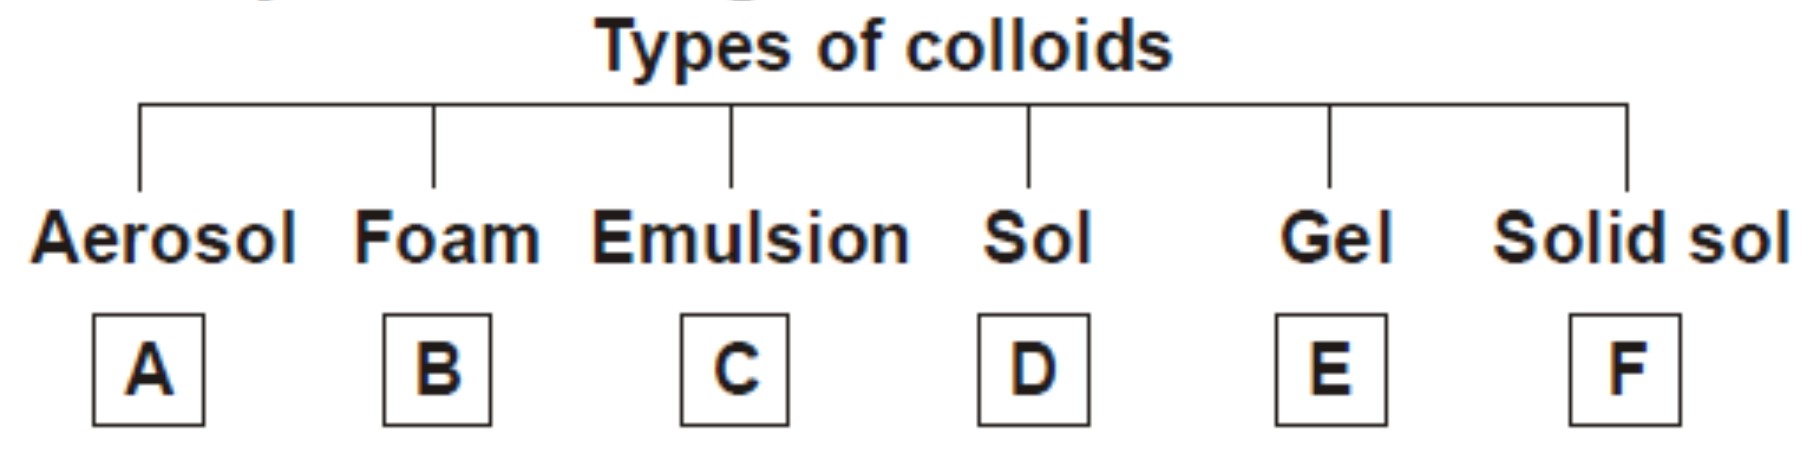 Types of colloids
Aerosol Foam Emulsion Sol Gel Solid sol
A B C D E F